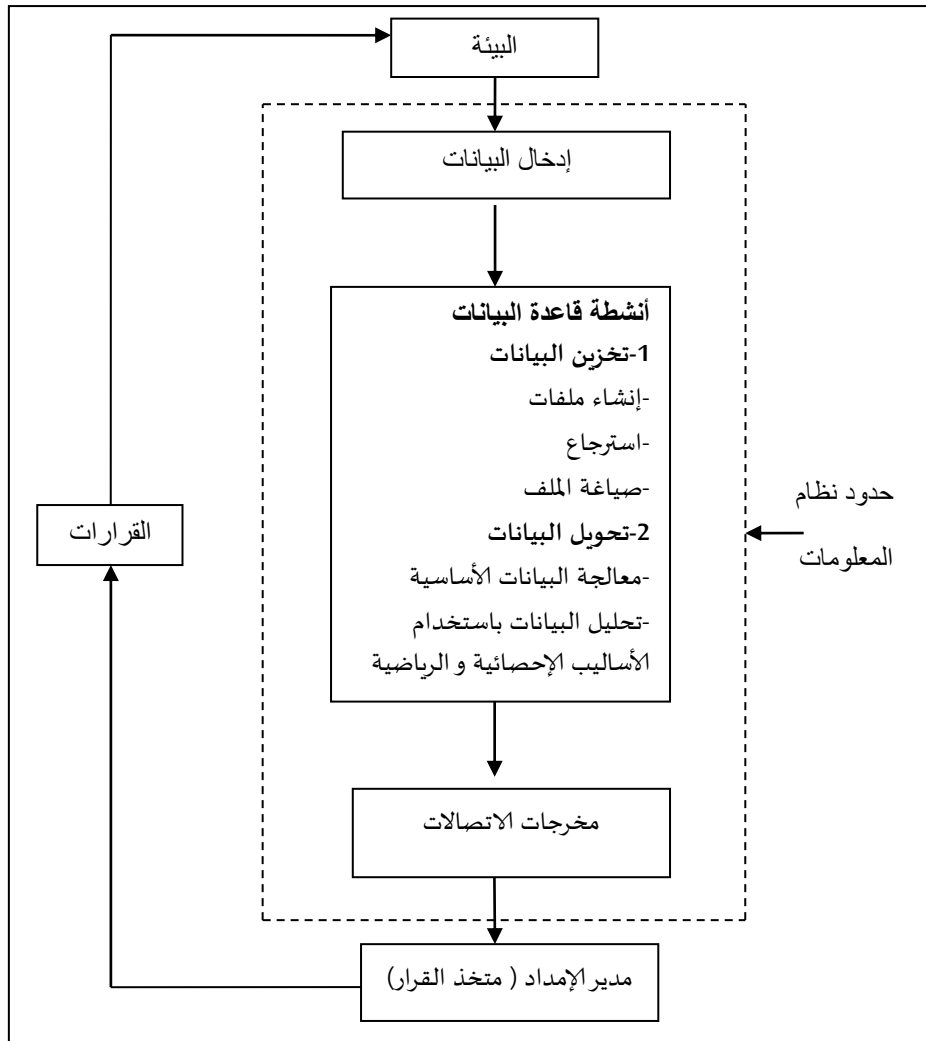 البيئة
إدخال البيانات
أنشطة قاعدة البيانات
1-تخزين البيانات
-إنشاء ملفات
-استرجاع
-صياغة الملف
2-تحويل البيانات
-معالجة البيانات الأساسية
-تحليل البيانات باستخدام
الأساليب الإحصائية و الرياضية
حدود نظام
المعلومات
القرارات
مخرجات الاتصالات
مدير الإمداد ( متخذ القرار)